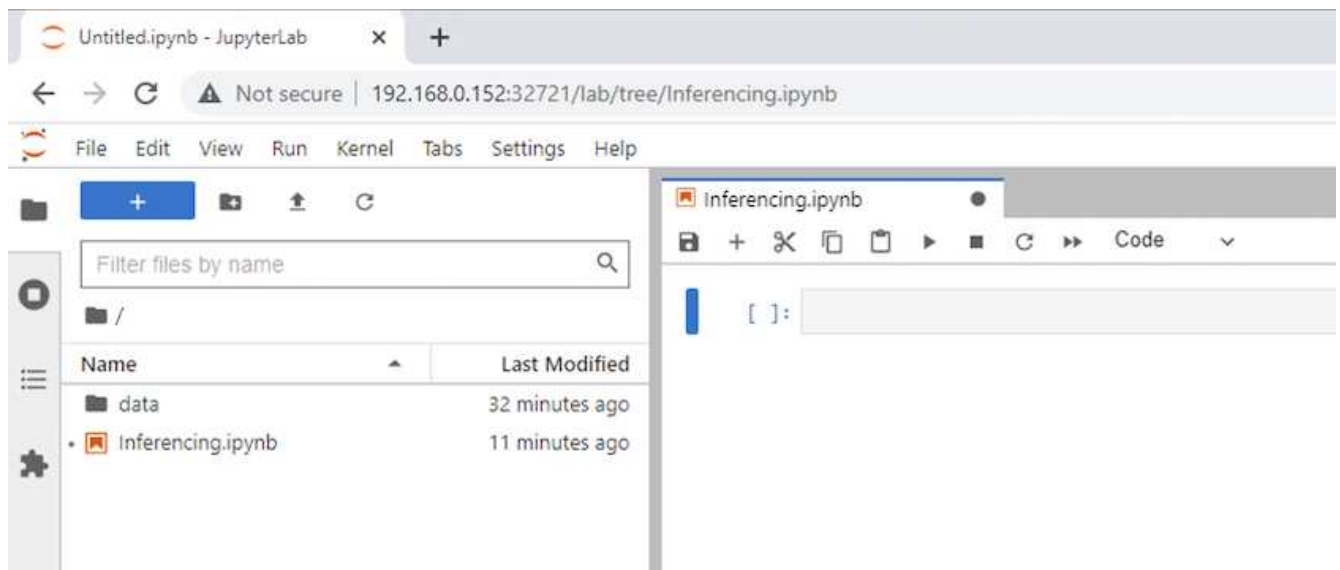 Untitled.ipynb - JupyterLab
Not secure | 192.168.0.152:32721/lab/tree/Inferencing.ipynb
File Edit View Run Kernel Tabs Settings Help
Inferencing.ipynb
Code
Filter files by name
/
[ ]:
Name Last Modified
data 32 minutes ago
Inferencing.ipynb 11 minutes ago